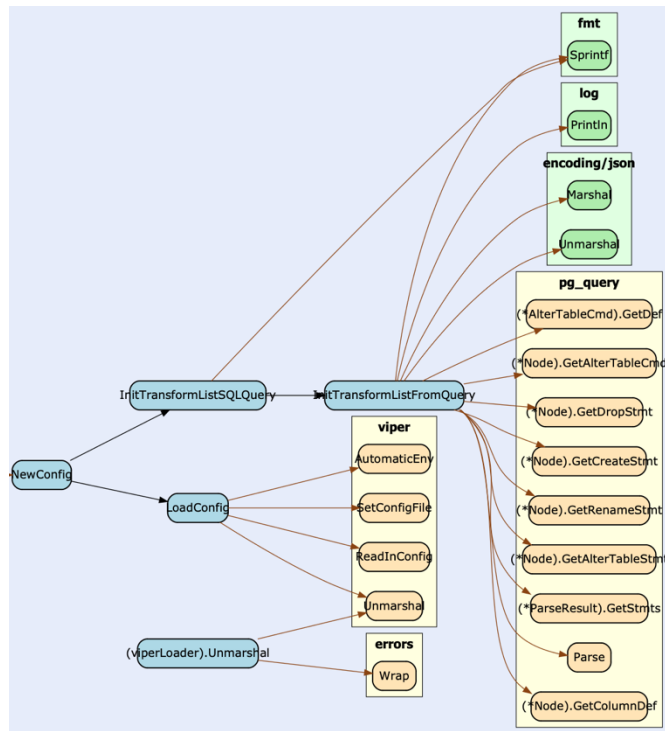 fmt
Sprintf
log
Println
encoding/json
Marshal
Unmarshal
pg_query
(*AlterTableCmd).GetDef
(*Node).GetAlterTableCmd
(*Node).GetDropStmt
(*Node).GetCreateStmt
(*Node).GetRenameStmt
(*Node).GetAlterTableStmt
(*ParseResult).GetStmts
Parse
(*Node).GetColumnDef
InitTransformListSQLQuery
InitTransformListFromQuery
NewConfig
LoadConfig
viper
AutomaticEnv
SetConfigFile
ReadInConfig
Unmarshal
(viperLoader).Unmarshal
errors
Wrap